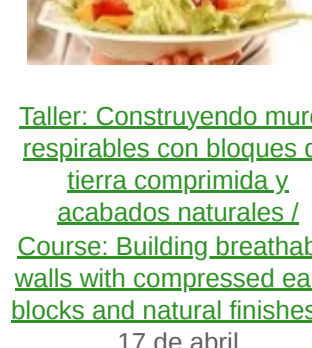 Taller: Construyendo
respirables con bloques
tierra comprimida y
acabados naturales /
Course: Building
walls with compressed
blocks and natural finishes
17 de abril